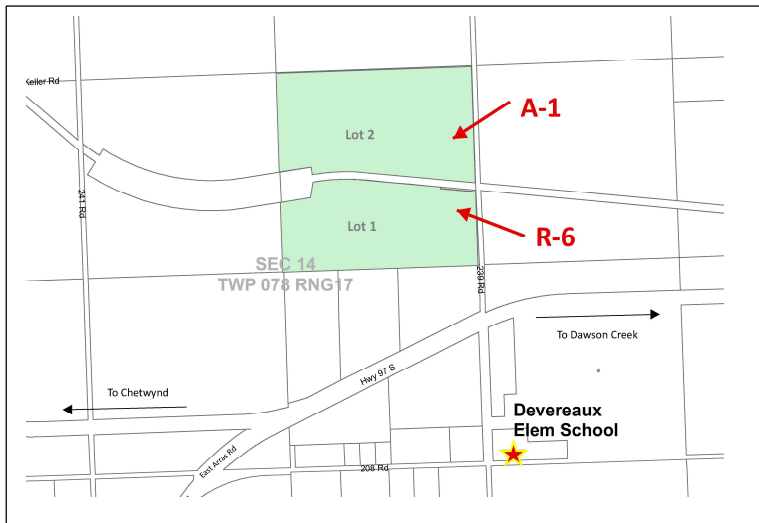 Keller Rd
A-1
Lot 2
241 Rd
R-6
Lot 1
SEC 14
TWP 078 RNG17
239 Rd
To Dawson Creek
Hwy 97 S
To Chetwynd
Devereaux
Elem School
East Arras Rd
208 Rd